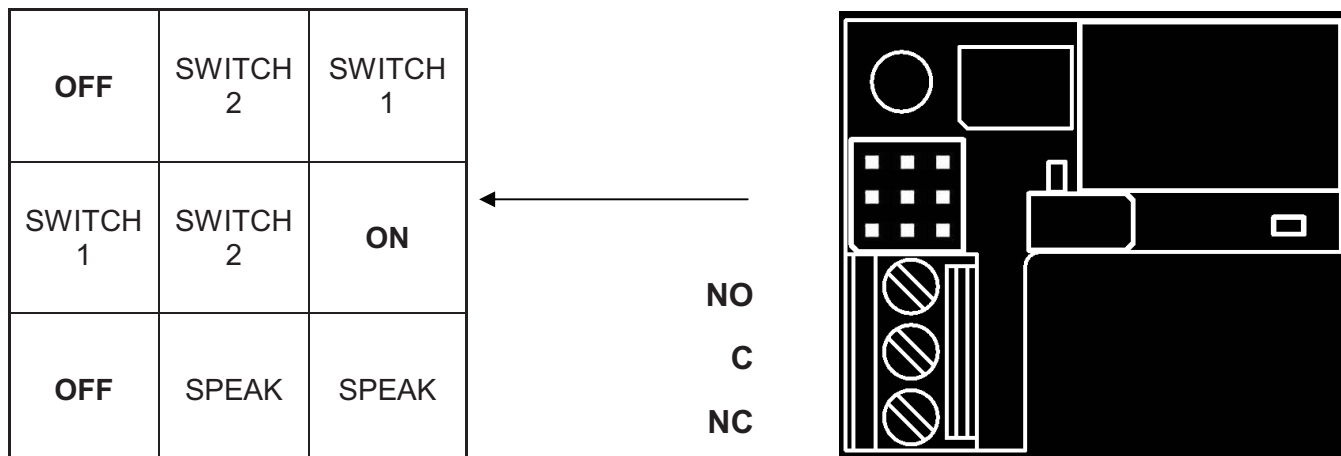 OFF
SWITCH
2
SWITCH
1
SWITCH
1
SWITCH
2
ON
OFF
SPEAK
SPEAK
NO
C
NC